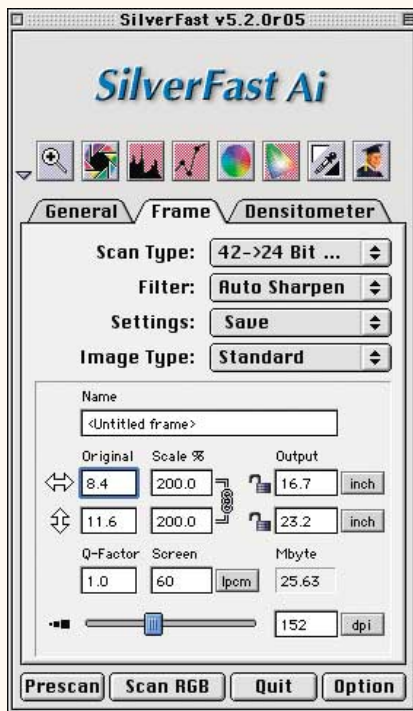 SilverFast v5.2.0r05
SilverFast Ai
General Frame Densitometer
Scan Type: 42->24 Bit ...
Filter: Auto Sharpen
Settings: Save
Image Type: Standard
Name
<Untitled frame>
Original Scale % Output
8.4 200.0 16.7 inch
11.6 200.0 23.2 inch
Q-Factor Screen Mbyte
1.0 60 lpcm 25.63
152 dpi
Prescan Scan RGB Quit Option